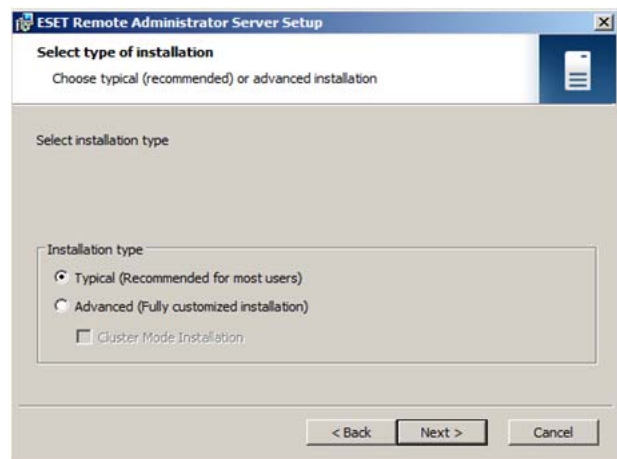 ESET Remote Administrator Server Setup
Select type of installation
Choose typical (recommended) or advanced installation
Select installation type
Installation type
Typical (Recommended for most users)
Advanced (Fully customized installation)
Cluster Mode Installation
< Back Next > Cancel